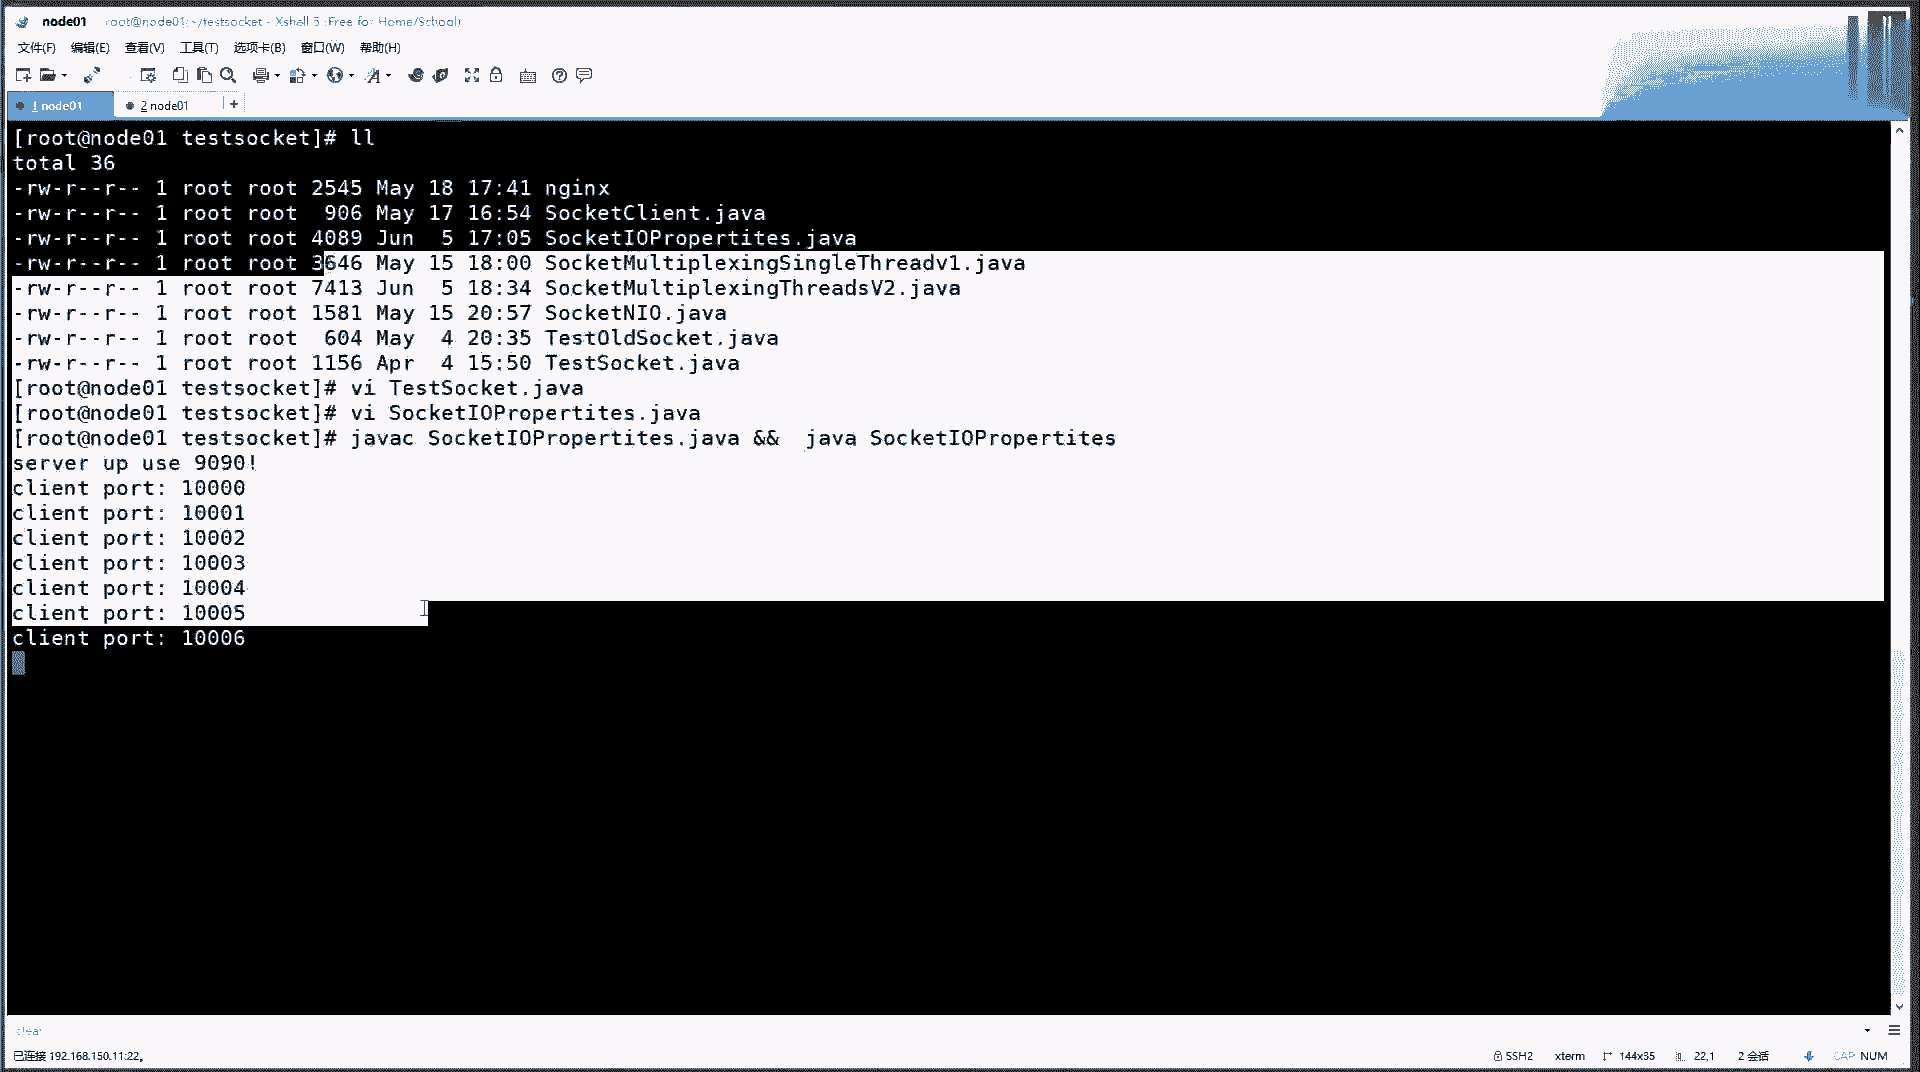 node01 root@node01:~/testsocket - Xshell 5 (Free for Home/School)
文件(F) 编辑(E) 查看(V) 工具(T) 选项卡(B) 窗口(W) 帮助(H)
1 node01 2 node01 +
[root@node01 testsocket]# ll
total 36
-rw-r--r-- 1 root root 2545 May 18 17:41 nginx
-rw-r--r-- 1 root root  906 May 17 16:54 SocketClient.java
-rw-r--r-- 1 root root 4089 Jun  5 17:05 SocketIOPropertites.java
-rw-r--r-- 1 root root 3646 May 15 18:00 SocketMultiplexingSingleThreadv1.java
-rw-r--r-- 1 root root 7413 Jun  5 18:34 SocketMultiplexingThreadsV2.java
-rw-r--r-- 1 root root 1581 May 15 20:57 SocketNIO.java
-rw-r--r-- 1 root root  604 May  4 20:35 TestOldSocket.java
-rw-r--r-- 1 root root 1156 Apr  4 15:50 TestSocket.java
[root@node01 testsocket]# vi TestSocket.java
[root@node01 testsocket]# vi SocketIOPropertites.java
[root@node01 testsocket]# javac SocketIOPropertites.java &&  java SocketIOPropertites
server up use 9090!
client port: 10000
client port: 10001
client port: 10002
client port: 10003
client port: 10004
client port: 10005
client port: 10006
clear
已连接 192.168.150.11:22。 SSH2 xterm 144x35 22,1 2 会话 CAP NUM